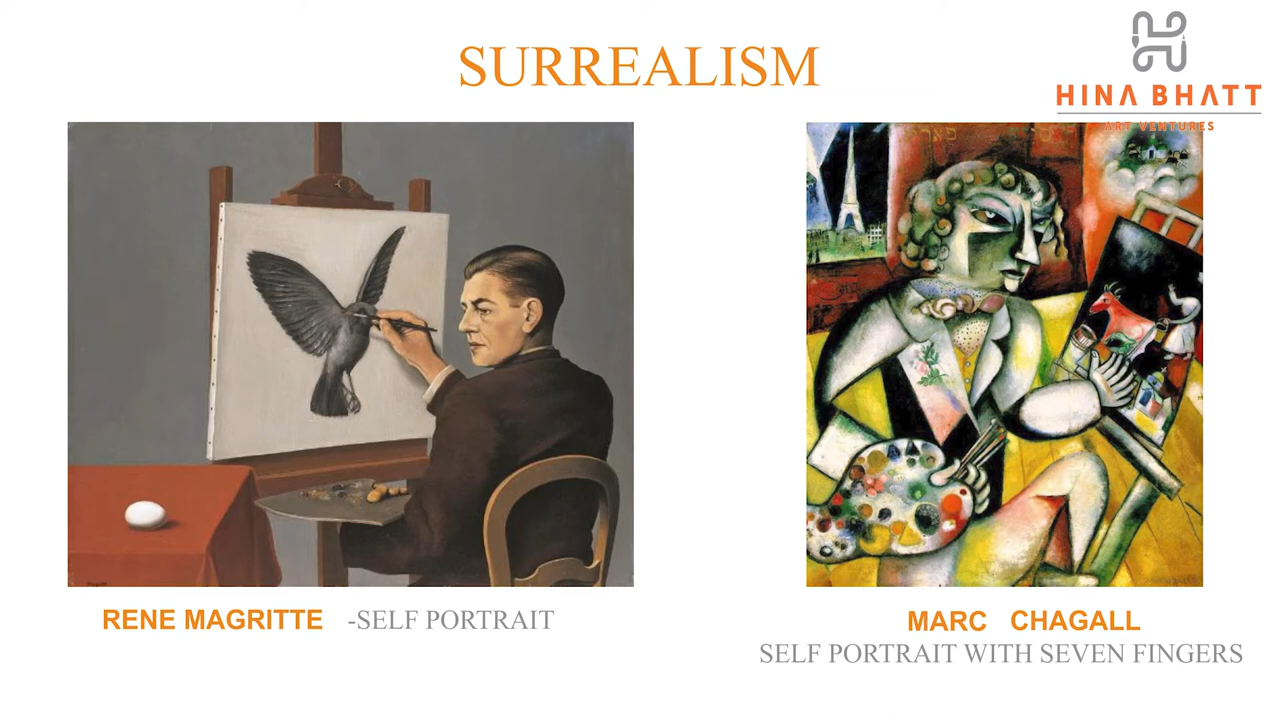 SURREALISM
HINA BHATT
ART VENTURES
RENE MAGRITTE -SELF PORTRAIT
MARC CHAGALL
SELF PORTRAIT WITH SEVEN FINGERS